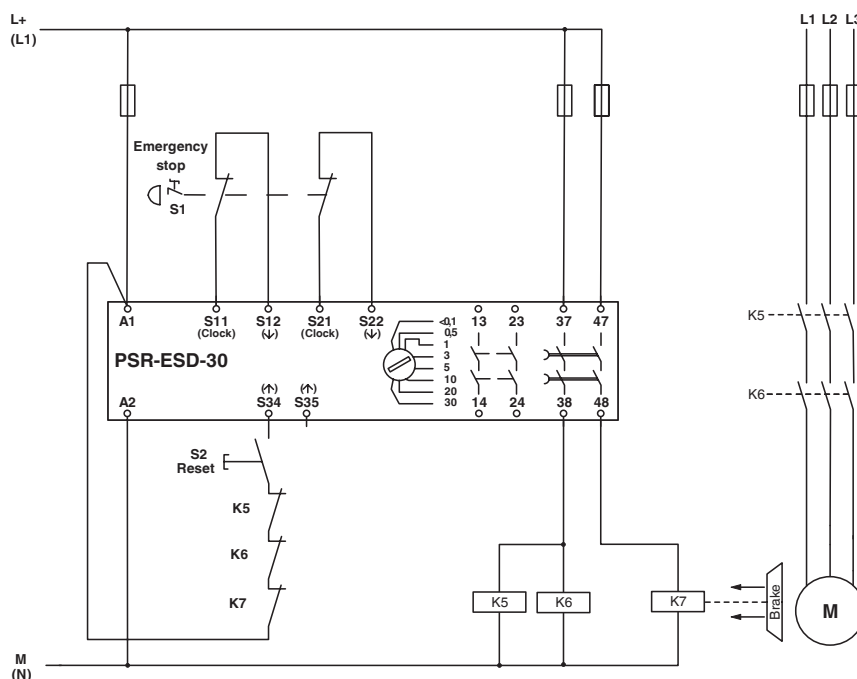 L+
(L1)
L1 L2 L3
Emergency
stop
S1
A1 S11 S12 S21 S22 13 23 37 47
(Clock) (↓) (Clock) (↓)
<0,1
0,5
1
3
5
10
20
30
PSR-ESD-30
(↑) (↑)
A2 S34 S35 14 24 38 48
K5
K6
S2
Reset
K5
K6
K7
K5 K6 K7
Brake
M
M
(N)